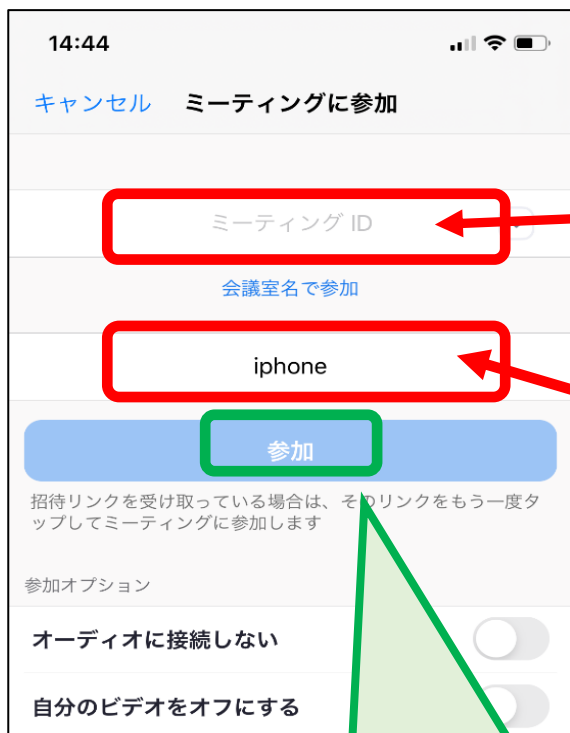 14:44
キャンセル ミーティングに参加
ミーティング ID
会議室名で参加
iphone
参加
招待リンクを受け取っている場合は、そのリンクをもう一度タ
ップしてミーティングに参加します
参加オプション
オーディオに接続しない
自分のビデオをオフにする